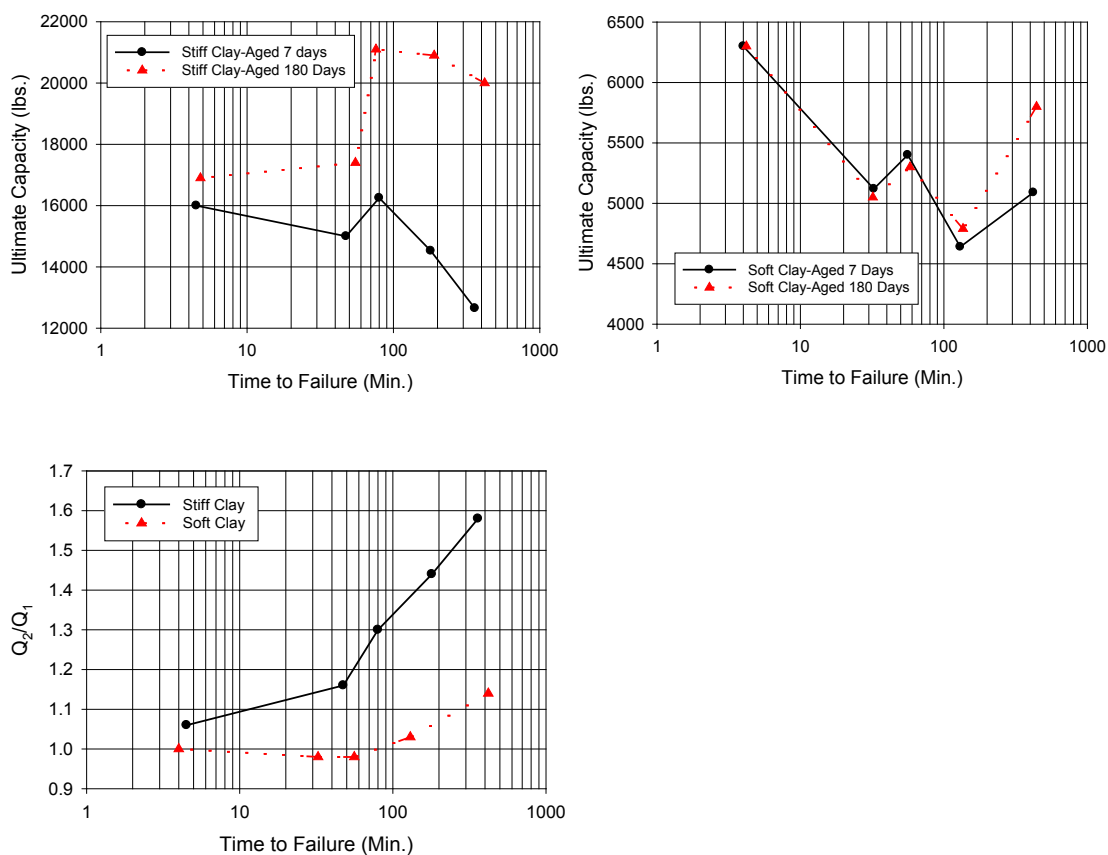 Ultimate Capacity (lbs.)
22000
20000
18000
16000
14000
12000
Stiff Clay-Aged 7 days
Stiff Clay-Aged 180 Days
1 10 100 1000
Time to Failure (Min.)
Ultimate Capacity (lbs.)
6500
6000
5500
5000
4500
4000
Soft Clay-Aged 7 Days
Soft Clay-Aged 180 Days
1 10 100 1000
Time to Failure (Min.)
Q2/Q1
1.7
1.6
1.5
1.4
1.3
1.2
1.1
1.0
0.9
Stiff Clay
Soft Clay
1 10 100 1000
Time to Failure (Min.)